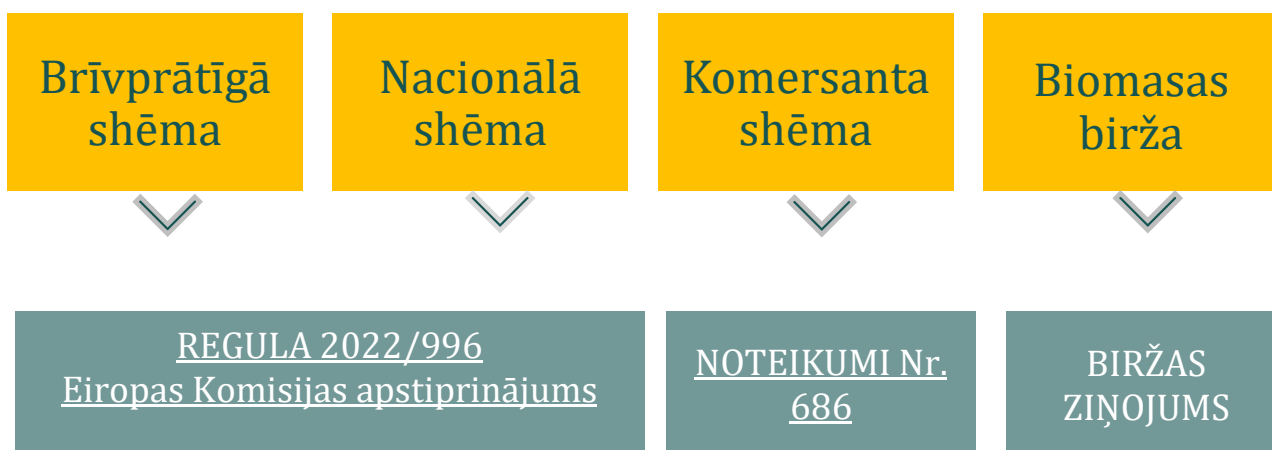 Brīvprātīgā
shēma
Nacionālā
shēma
Komersanta
shēma
Biomasas
birža
REGULA 2022/996
Eiropas Komisijas apstiprinājums
NOTEIKUMI Nr.
686
BIRŽAS
ZIŅOJUMS